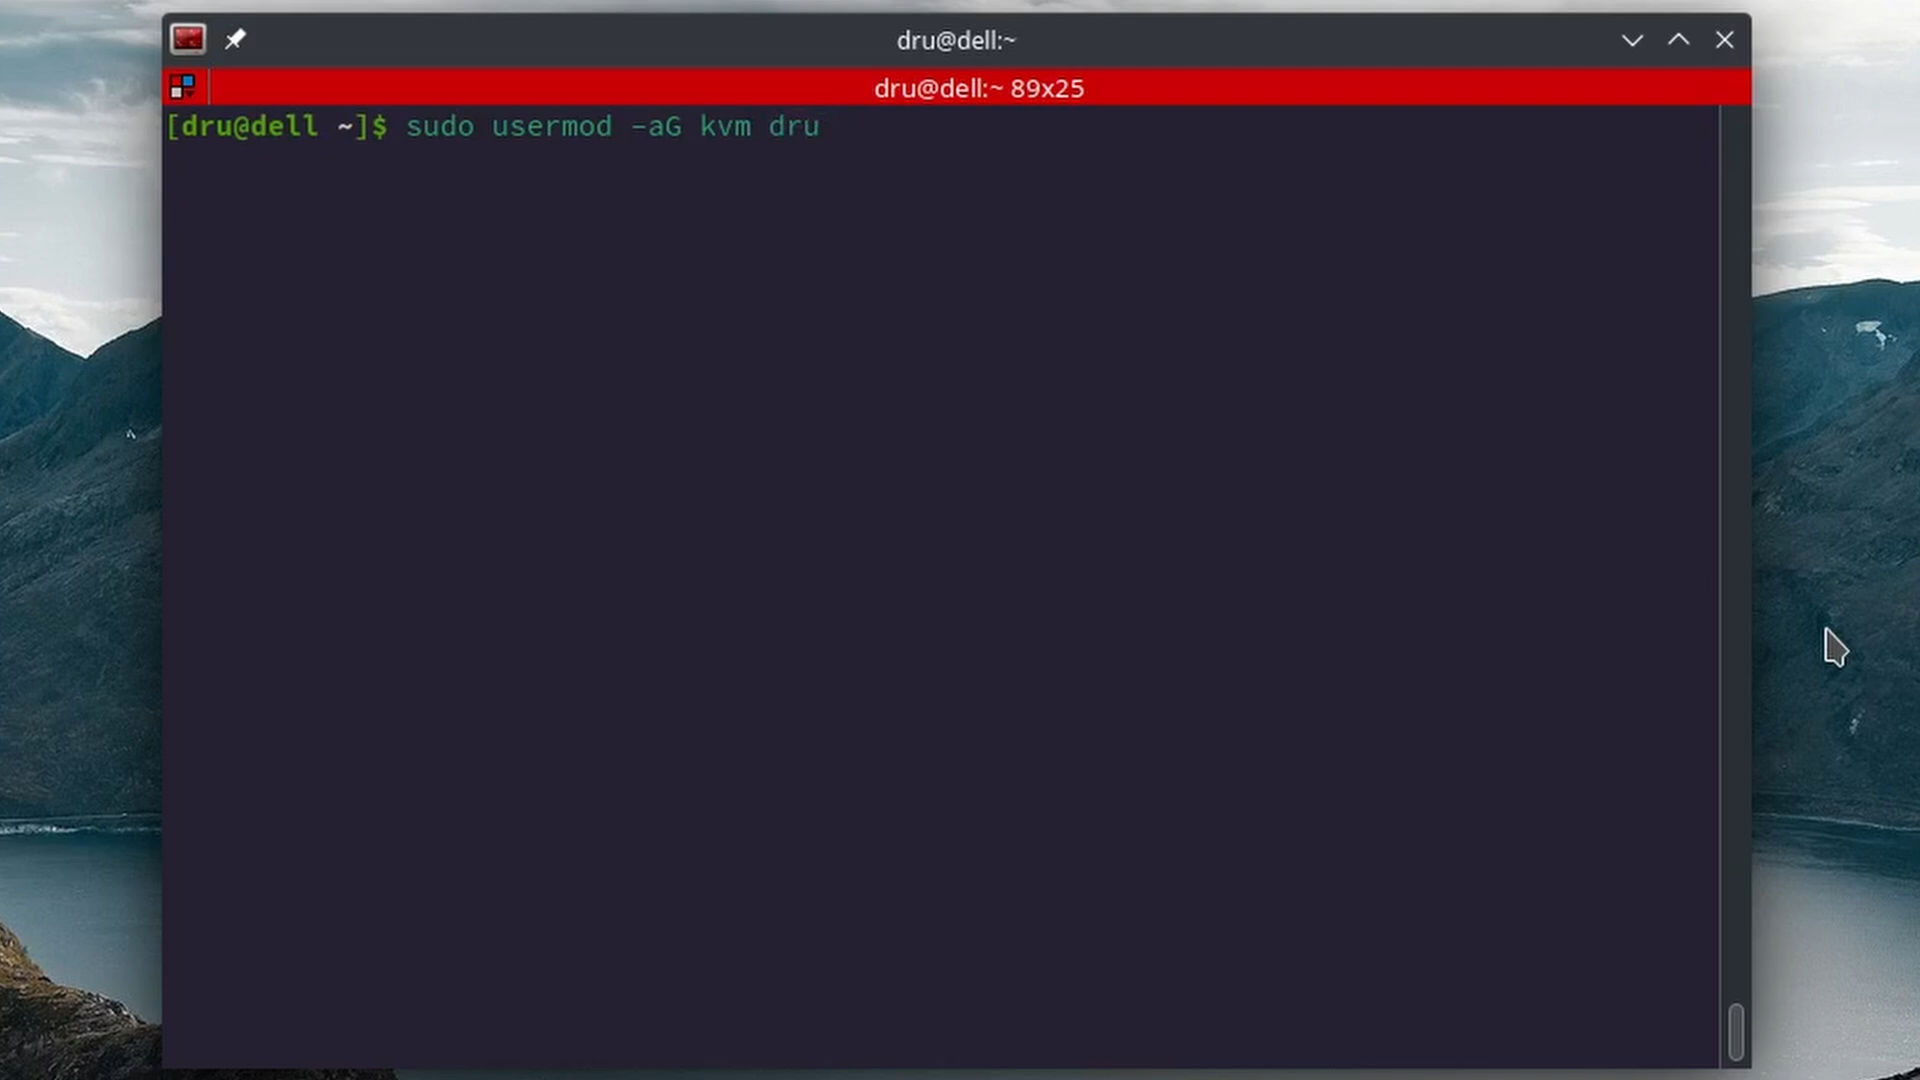 dru@dell:~
dru@dell:~ 89x25
[dru@dell ~]$ sudo usermod -aG kvm dru